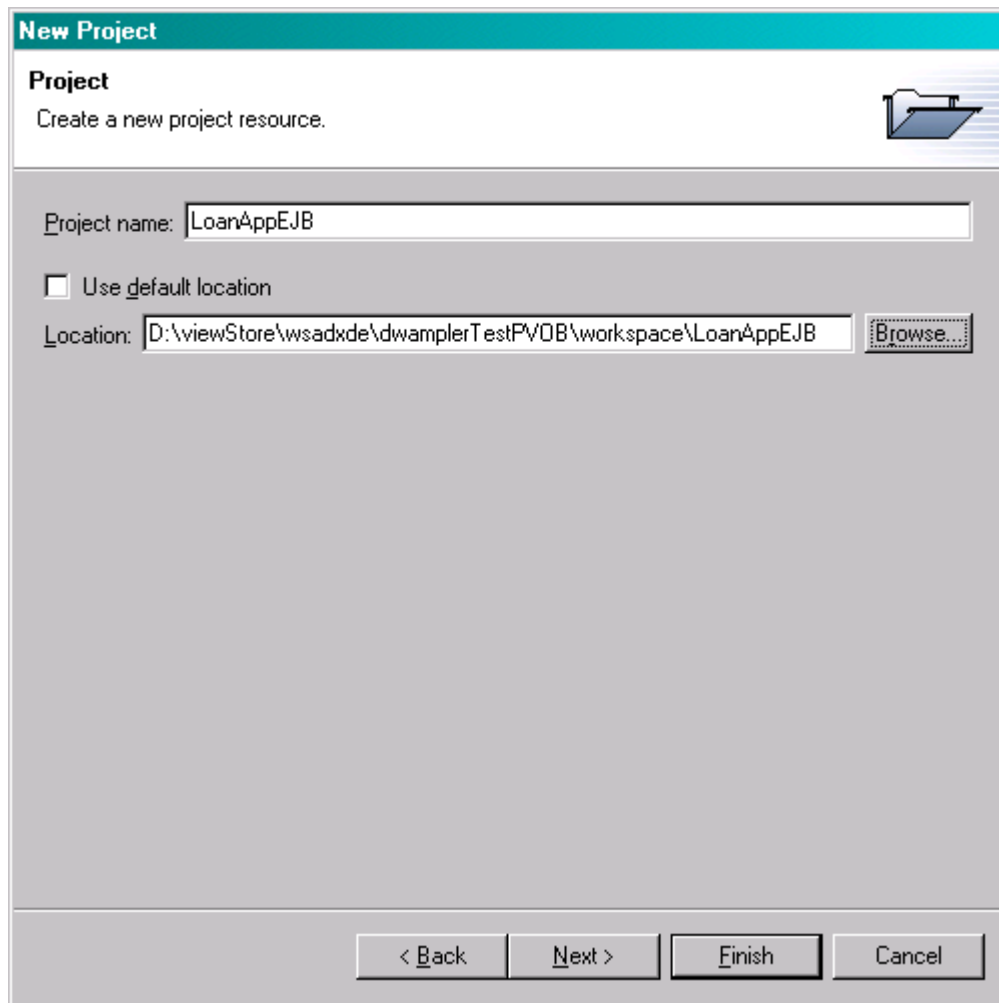 New Project
Project
Create a new project resource.
Project name: LoanAppEJB
Use default location
Location: D:\viewStore\wsadxde\dwamplerTestPVOB\workspace\LoanAppEJB Browse...
< Back Next > Finish Cancel